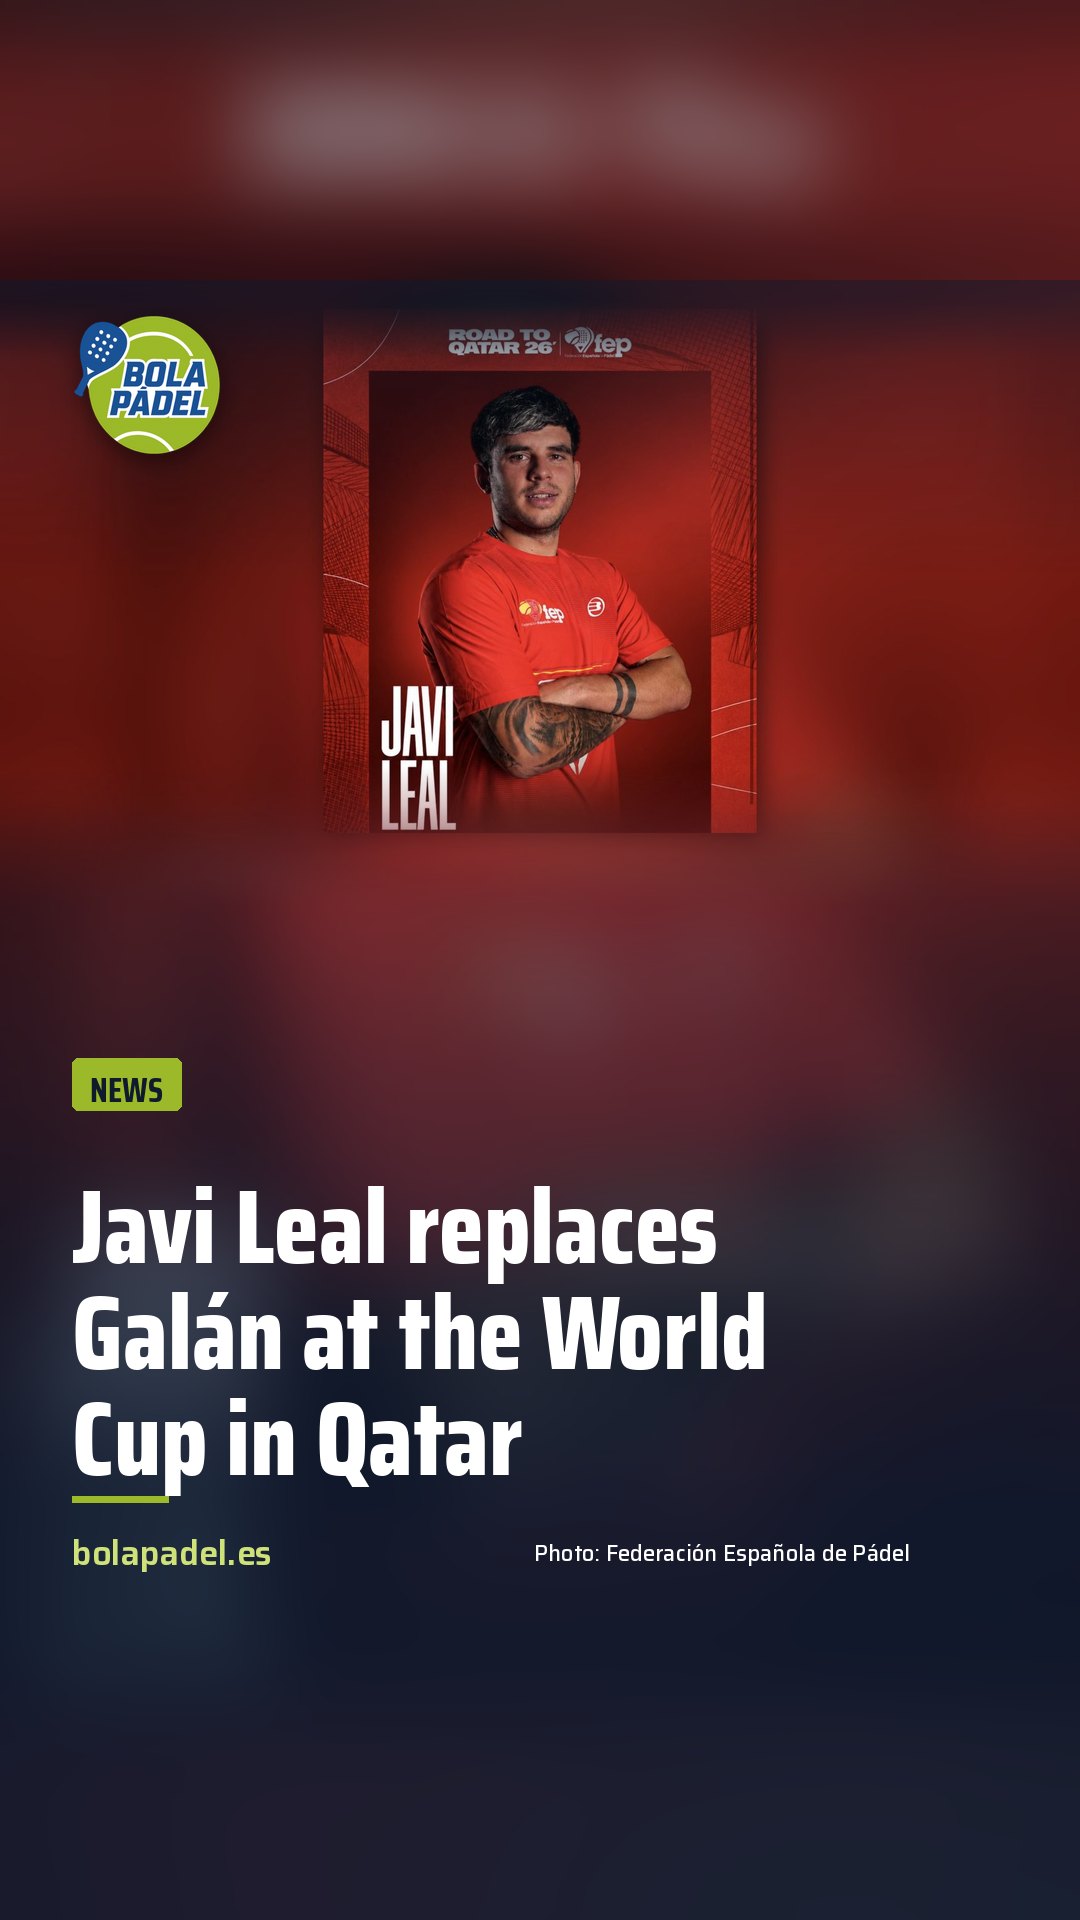 BOLA
PÁDEL
ROAD TO
QATAR 26'
fep
fep
JAVI
LEAL
NEWS
Javi Leal replaces
Galán at the World
Cup in Qatar
bolapadel.es
Photo: Federación Española de Pádel